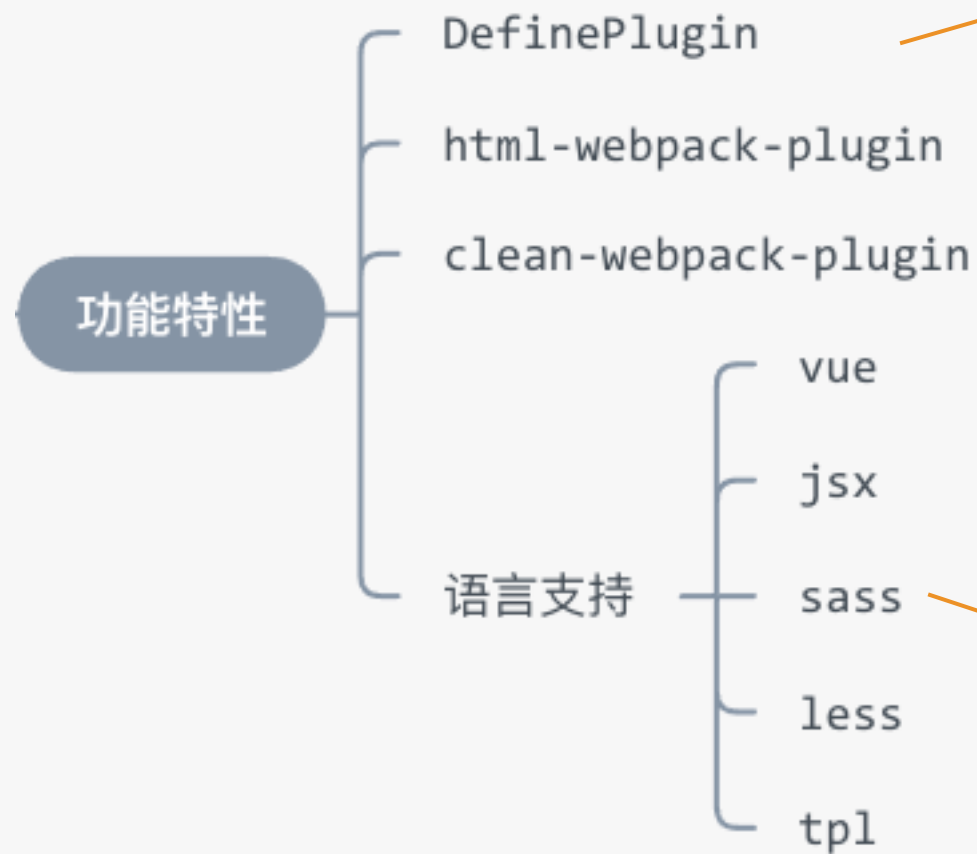 DefinePlugin
html-webpack-plugin
clean-webpack-plugin
功能特性
vue
jsx
语言支持
sass
less
tpl